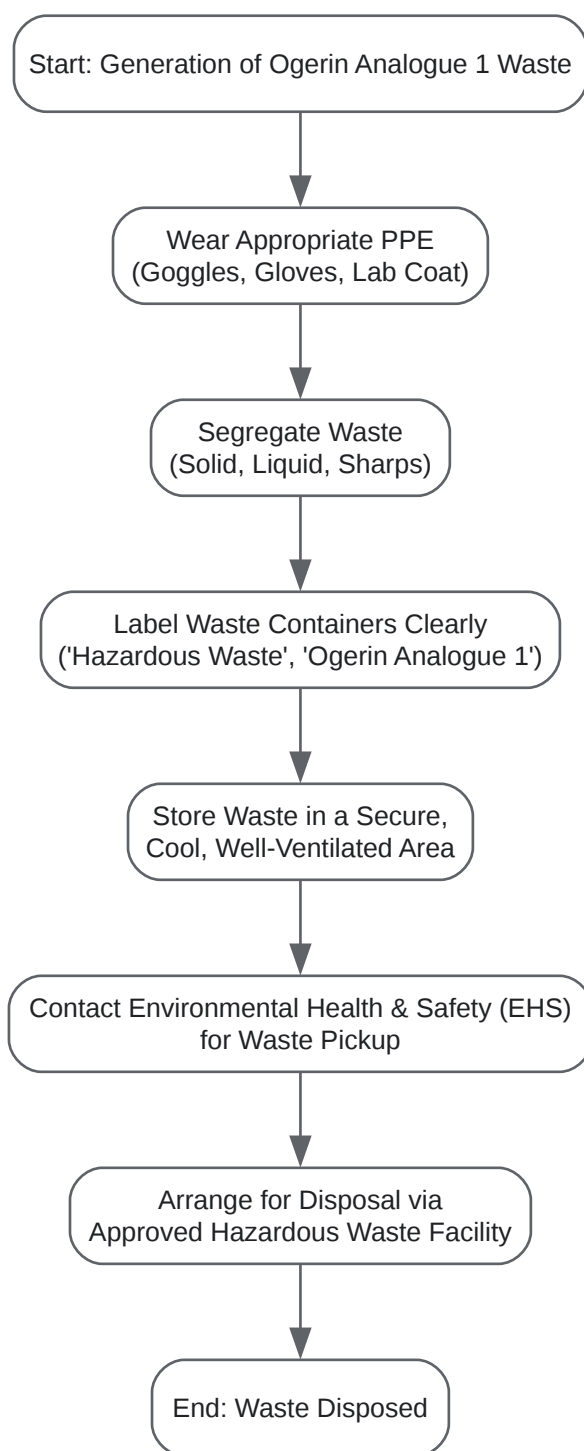 Start: Generation of Ogerin Analogue 1 Waste
Wear Appropriate PPE
(Goggles, Gloves, Lab Coat)
Segregate Waste
(Solid, Liquid, Sharps)
Label Waste Containers Clearly
('Hazardous Waste', 'Ogerin Analogue 1')
Store Waste in a Secure,
Cool, Well-Ventilated Area
Contact Environmental Health & Safety (EHS)
for Waste Pickup
Arrange for Disposal via
Approved Hazardous Waste Facility
End: Waste Disposed